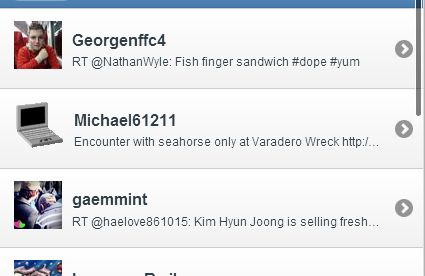 Georgenffc4
RT @NathanWyle: Fish finger sandwich #dope #yum
Michael61211
Encounter with seahorse only at Varadero Wreck http:/...
gaemmint
RT @haelove861015: Kim Hyun Joong is selling fresh...